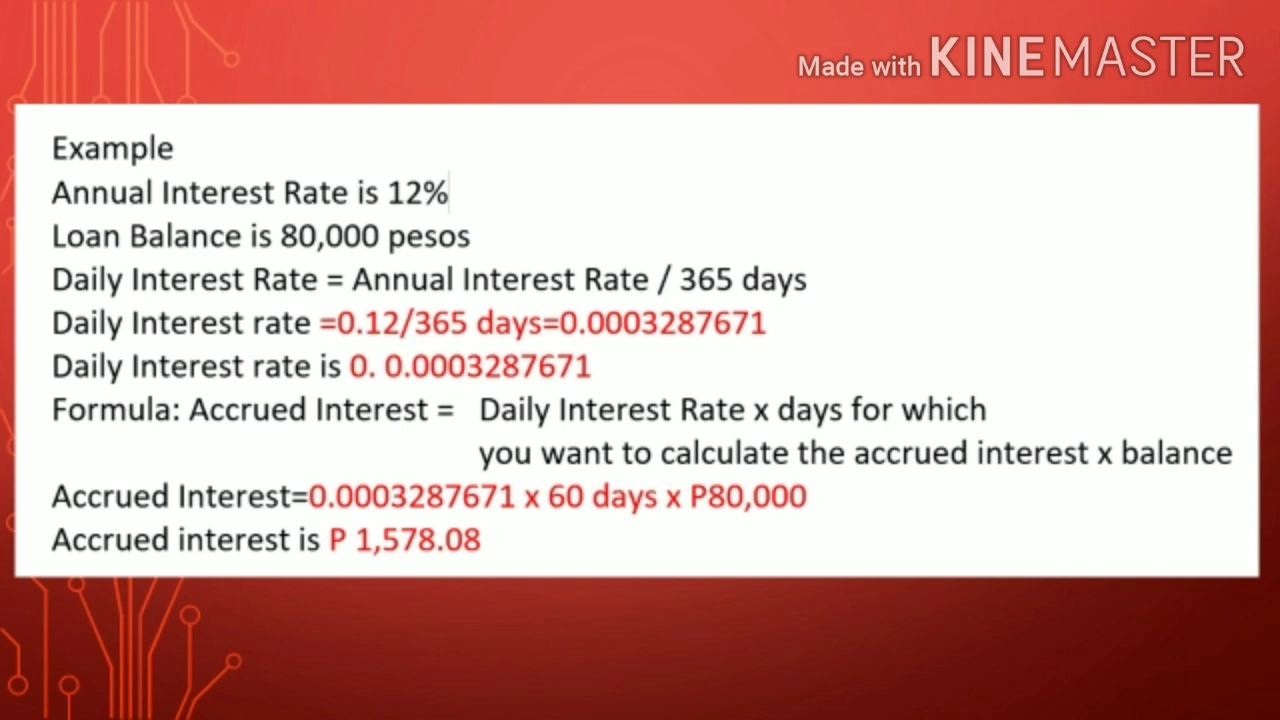 Made with KINEMASTER
Example
Annual Interest Rate is 12%
Loan Balance is 80,000 pesos
Daily Interest Rate = Annual Interest Rate / 365 days
Daily Interest rate =0.12/365 days=0.0003287671
Daily Interest rate is 0. 0.0003287671
Formula: Accrued Interest = Daily Interest Rate x days for which
you want to calculate the accrued interest x balance
Accrued Interest=0.0003287671 x 60 days x P80,000
Accrued interest is P 1,578.08